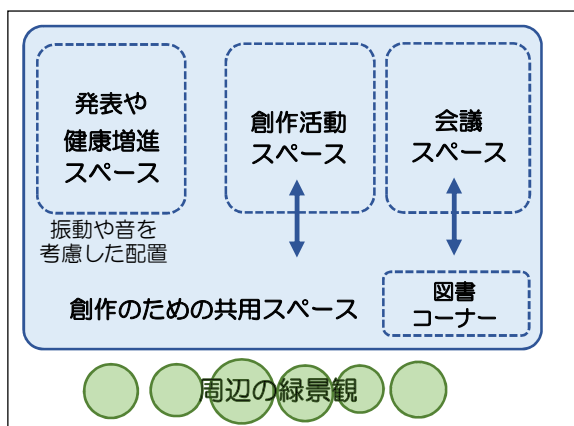 発表や
健康増進
スペース
創作活動
スペース
会議
スペース
振動や音を
考慮した配置
創作のための共用スペース
図書
コーナー
周辺の緑景観